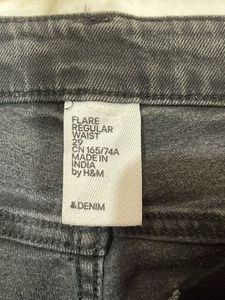 FLARE
REGULAR
WAIST
29
CN 165/74A
MADE IN
INDIA
by H&M
&DENIM